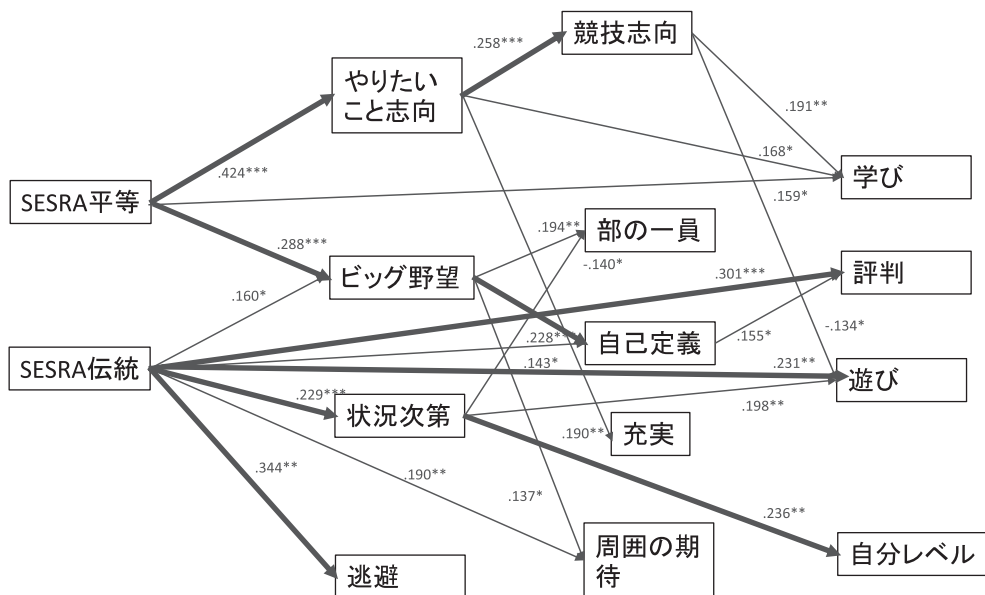 競技志向
.258***
やりたい
こと志向
.191**
.168*
学び
.424***
.159*
SESRA平等
部の一員
.194**
.288***
-.140*
ビッグ野望
.301***
評判
.160*
-.134*
自己定義
.228*
.155*
SESRA伝統
.143*
.231**
遊び
.229***
状況次第
.198**
充実
.190**
.344**
.190**
.137*
.236**
周囲の期
待
自分レベル
逃避